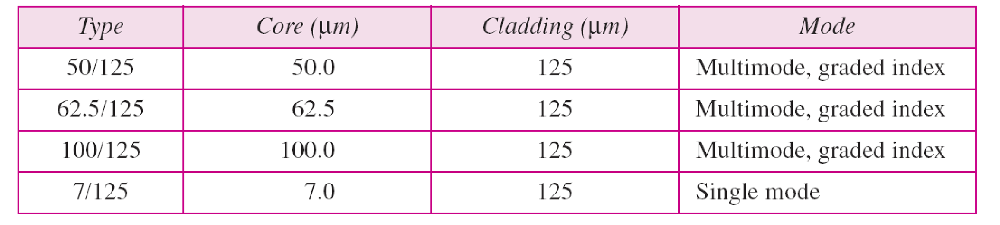 Type Core (μm) Cladding (μm) Mode
50/125 50.0 125 Multimode, graded index
62.5/125 62.5 125 Multimode, graded index
100/125 100.0 125 Multimode, graded index
7/125 7.0 125 Single mode